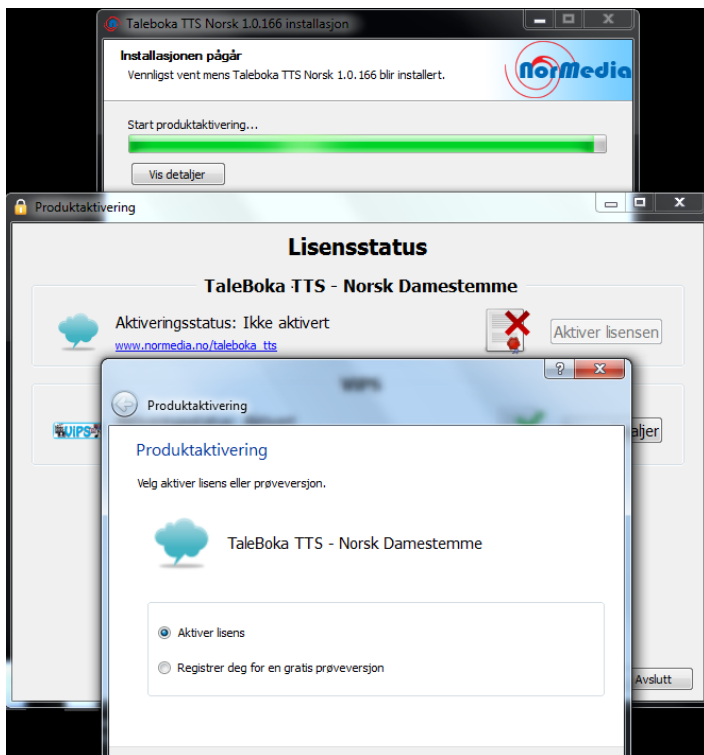 Taleboka TTS Norsk 1.0.166 installasjon
Installasjonen pågår
Vennligst vent mens Taleboka TTS Norsk 1.0.166 blir installert.
NorMedia
Start produktaktivering...
Vis detaljer
Produktaktivering
Lisensstatus
TaleBoka TTS - Norsk Damestemme
Aktiveringsstatus: Ikke aktivert
Aktiver lisensen
www.normedia.no/taleboka_tts
VIPS
Produktaktivering
VIPS
aljer
Produktaktivering
Velg aktiver lisens eller prøveversjon.
TaleBoka TTS - Norsk Damestemme
Aktiver lisens
Registrer deg for en gratis prøveversjon
Avslutt